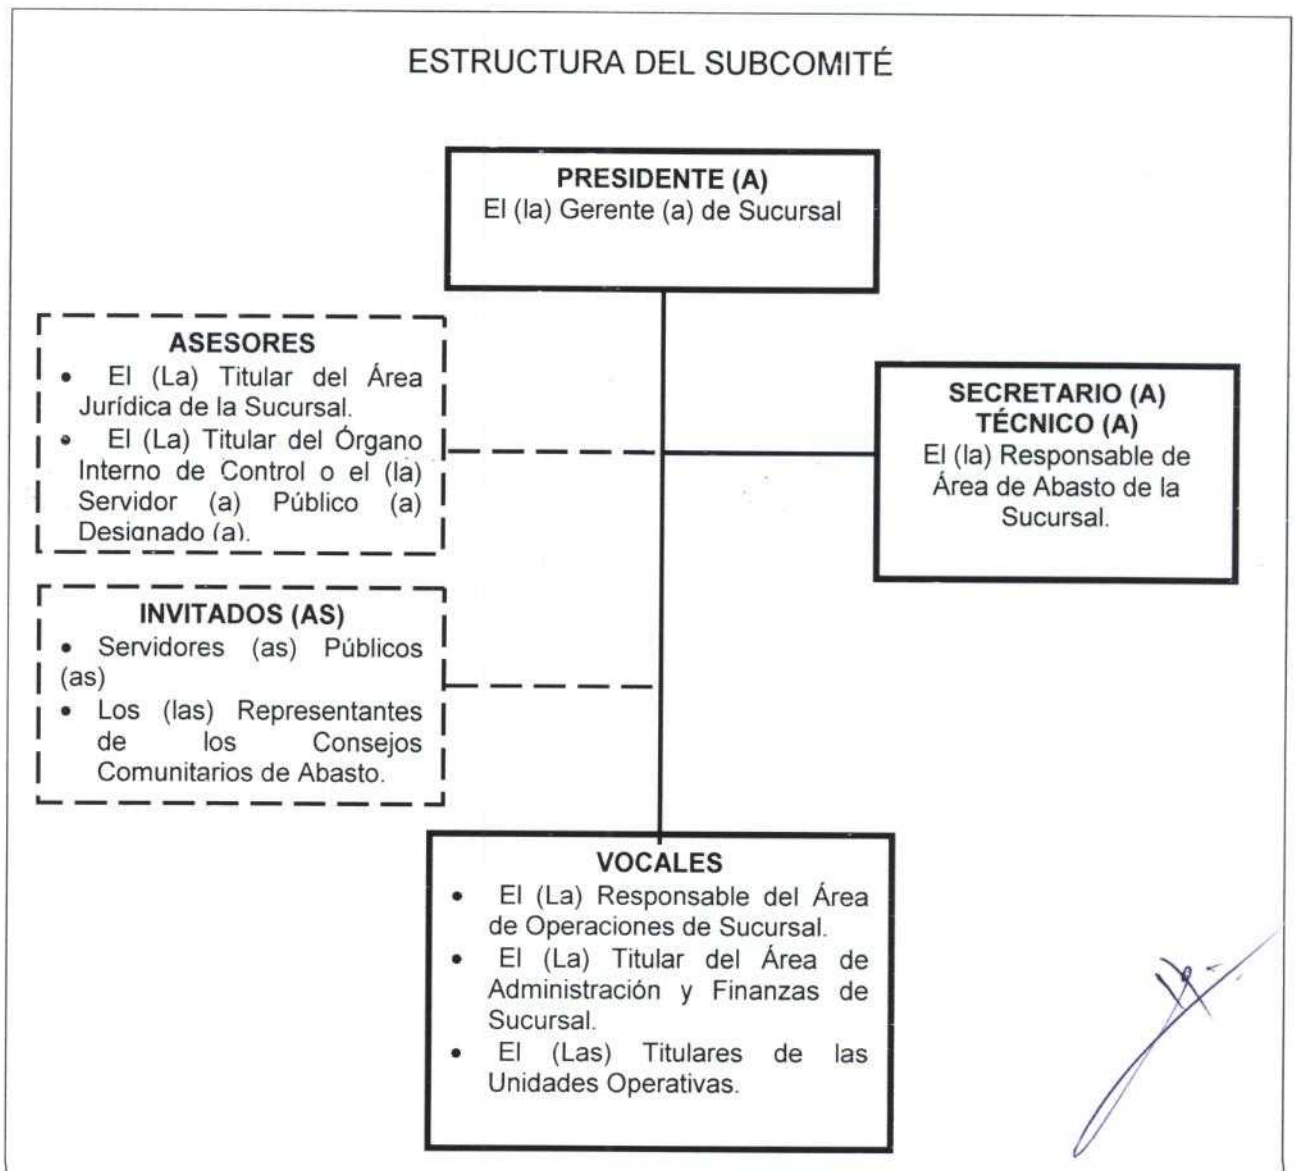 ESTRUCTURA DEL SUBCOMITÉ
PRESIDENTE (A)
El (la) Gerente (a) de Sucursal
ASESORES
• El (La) Titular del Área
Jurídica de la Sucursal.
• El (La) Titular del Órgano
Interno de Control o el (la)
Servidor (a) Público (a)
Designado (a).
SECRETARIO (A)
TÉCNICO (A)
El (la) Responsable de
Área de Abasto de la
Sucursal.
INVITADOS (AS)
• Servidores (as) Públicos
(as)
• Los (las) Representantes
de los Consejos
Comunitarios de Abasto.
VOCALES
• El (La) Responsable del Área
de Operaciones de Sucursal.
• El (La) Titular del Área de
Administración y Finanzas de
Sucursal.
• El (Las) Titulares de las
Unidades Operativas.